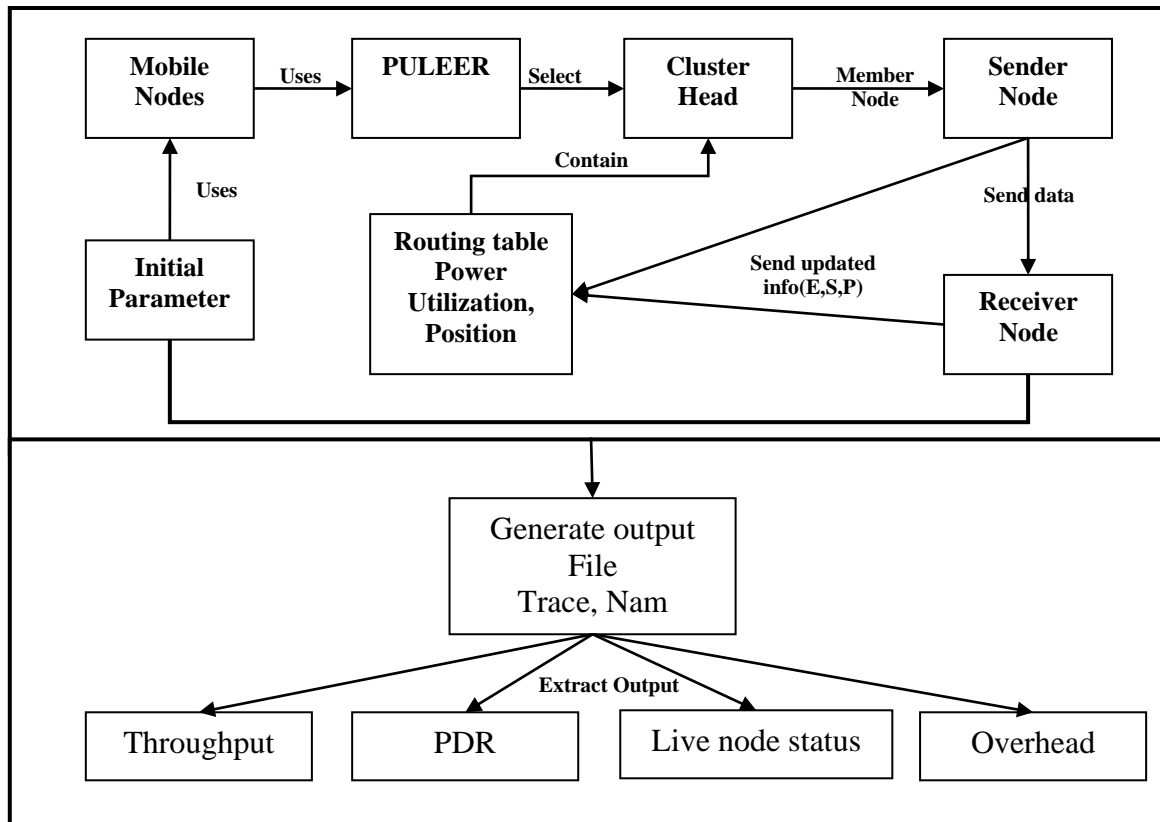 Mobile
Nodes
Uses
PULEER
Select
Cluster
Head
Member
Node
Sender
Node
Contain
Uses
Send data
Initial
Parameter
Routing table
Power
Utilization,
Position
Send updated
info(E,S,P)
Receiver
Node
Generate output
File
Trace, Nam
Extract Output
Throughput
PDR
Live node status
Overhead